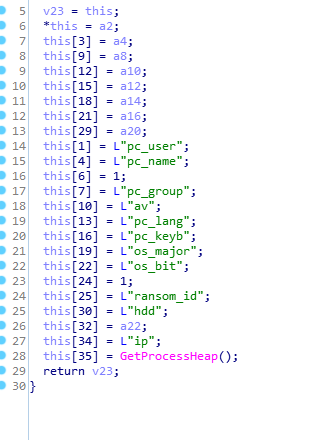 5 v23 = this;
6 *this = a2;
7 this[3] = a4;
8 this[9] = a8;
9 this[12] = a10;
10 this[15] = a12;
11 this[18] = a14;
12 this[21] = a16;
13 this[29] = a20;
14 this[1] = L"pc_user";
15 this[4] = L"pc_name";
16 this[6] = 1;
17 this[7] = L"pc_group";
18 this[10] = L"av";
19 this[13] = L"pc_lang";
20 this[16] = L"pc_keyb";
21 this[19] = L"os_major";
22 this[22] = L"os_bit";
23 this[24] = 1;
24 this[25] = L"ransom_id";
25 this[30] = L"hdd";
26 this[32] = a22;
27 this[34] = L"ip";
28 this[35] = GetProcessHeap();
29 return v23;
30 }